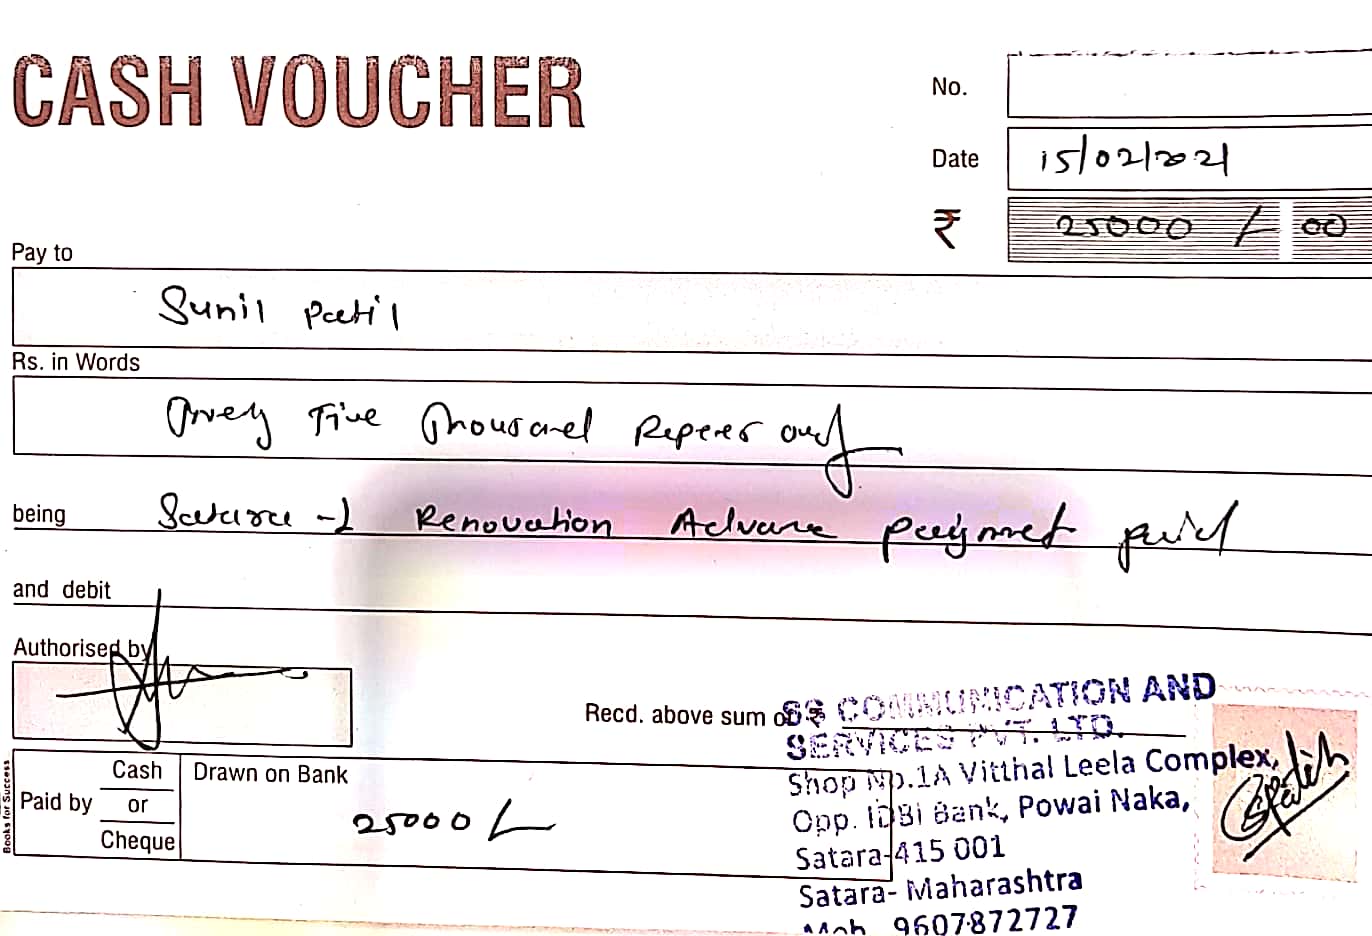 CASH VOUCHER
No.
Date 15/02/2021
₹ 25000 /- 00
Pay to
Sunil Patil
Rs. in Words
Twenty Five Thousand Rupees only
being Satara-1 Renovation Advance payment paid
and debit
Authorised by
Recd. above sum of ₹
SS COMMUNICATION AND
SERVICES PVT. LTD.
Shop No.1A Vitthal Leela Complex,
Opp. IDBI Bank, Powai Naka,
Satara-415 001
Satara- Maharashtra
Mob. 9607872727
Paid by Cash or Cheque
Drawn on Bank
25000/-
Books for Success